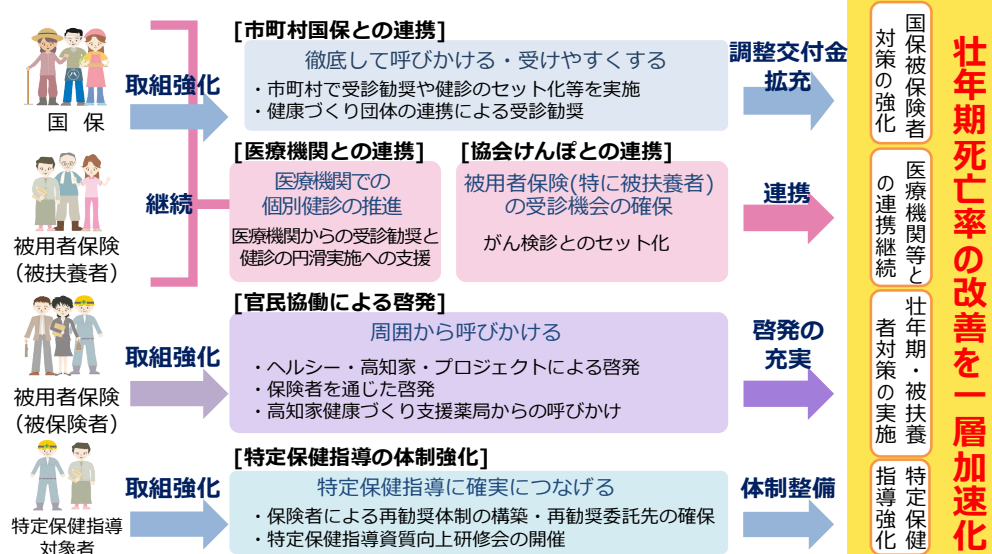 [市町村国保との連携]
取組強化
国 保
徹底して呼びかける・受けやすくする
・市町村で受診勧奨や健診のセット化等を実施
・健康づくり団体の連携による受診勧奨
調整交付金
拡充
継続
被用者保険
(被扶養者)
[医療機関との連携]
医療機関での
個別健診の推進
医療機関からの受診勧奨と
健診の円滑実施への支援
[協会けんぽとの連携]
被用者保険(特に被扶養者)
の受診機会の確保
がん検診とのセット化
連携
[官民協働による啓発]
取組強化
被用者保険
(被保険者)
周囲から呼びかける
・ヘルシー・高知家・プロジェクトによる啓発
・保険者を通じた啓発
・高知家健康づくり支援薬局からの呼びかけ
啓発の
充実
[特定保健指導の体制強化]
取組強化
特定保健指導
対象者
特定保健指導に確実につなげる
・保険者による再勧奨体制の構築・再勧奨委託先の確保
・特定保健指導資質向上研修会の開催
体制整備
国保被保険者
対策の強化
医療機関等と
の連携継続
壮年期・被扶養
者対策の実施
特定保健
指導強化
壮年期死亡率の改善を一層加速化